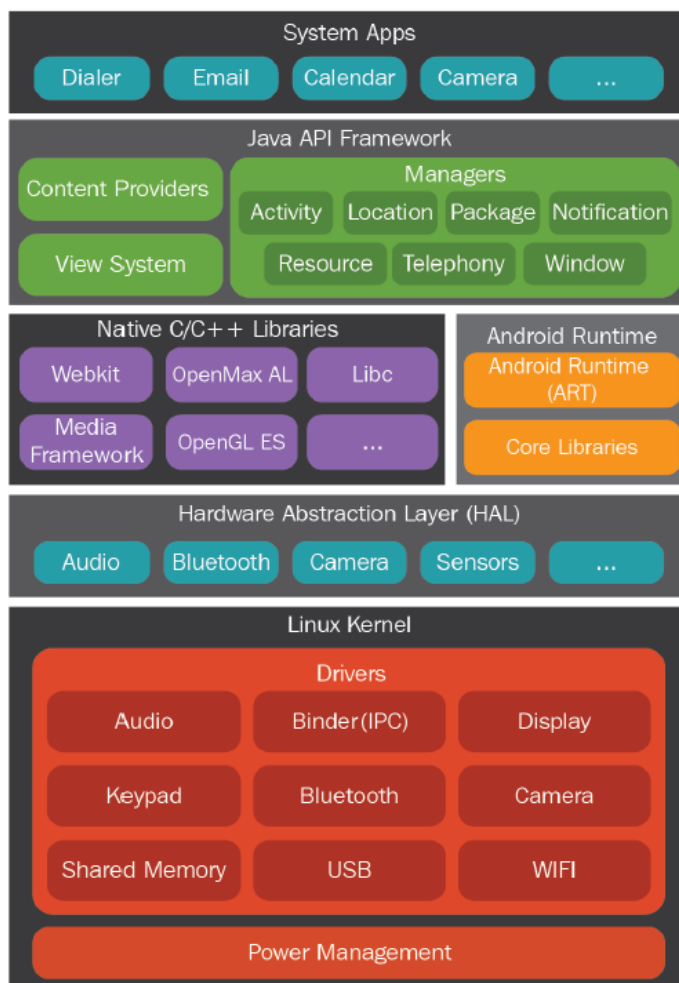 System Apps
Dialer
Email
Calendar
Camera
...
Java API Framework
Content Providers
View System
Managers
Activity
Location
Package
Notification
Resource
Telephony
Window
Native C/C++ Libraries
Webkit
OpenMax AL
Libc
Media
Framework
OpenGL ES
...
Android Runtime
Android Runtime
(ART)
Core Libraries
Hardware Abstraction Layer (HAL)
Audio
Bluetooth
Camera
Sensors
...
Linux Kernel
Drivers
Audio
Binder(IPC)
Display
Keypad
Bluetooth
Camera
Shared Memory
USB
WIFI
Power Management